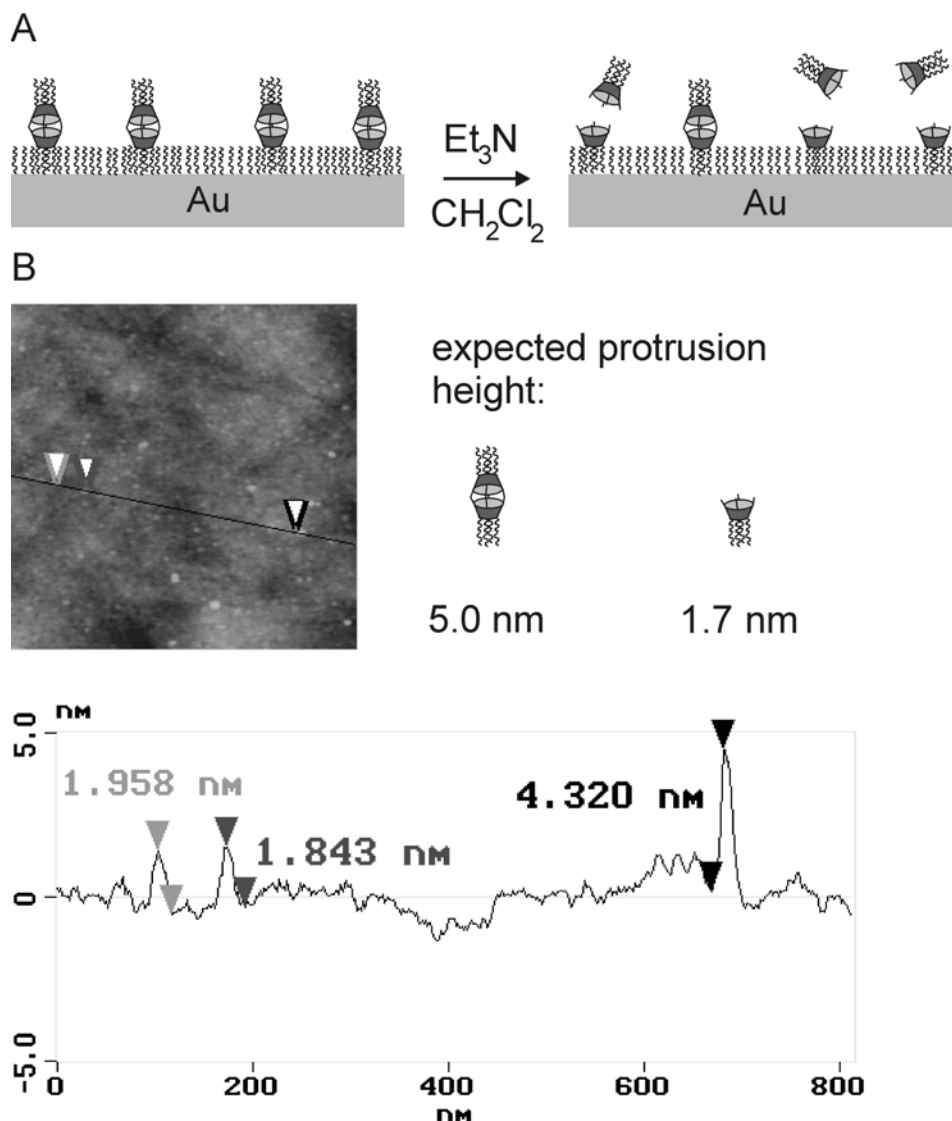 A
Au
Et₃N
CH₂Cl₂
Au
B
expected protrusion
height:
5.0 nm
1.7 nm
nm
5.0
0
-5.0
1.958 nm
1.843 nm
4.320 nm
0
200
400
600
800
nm